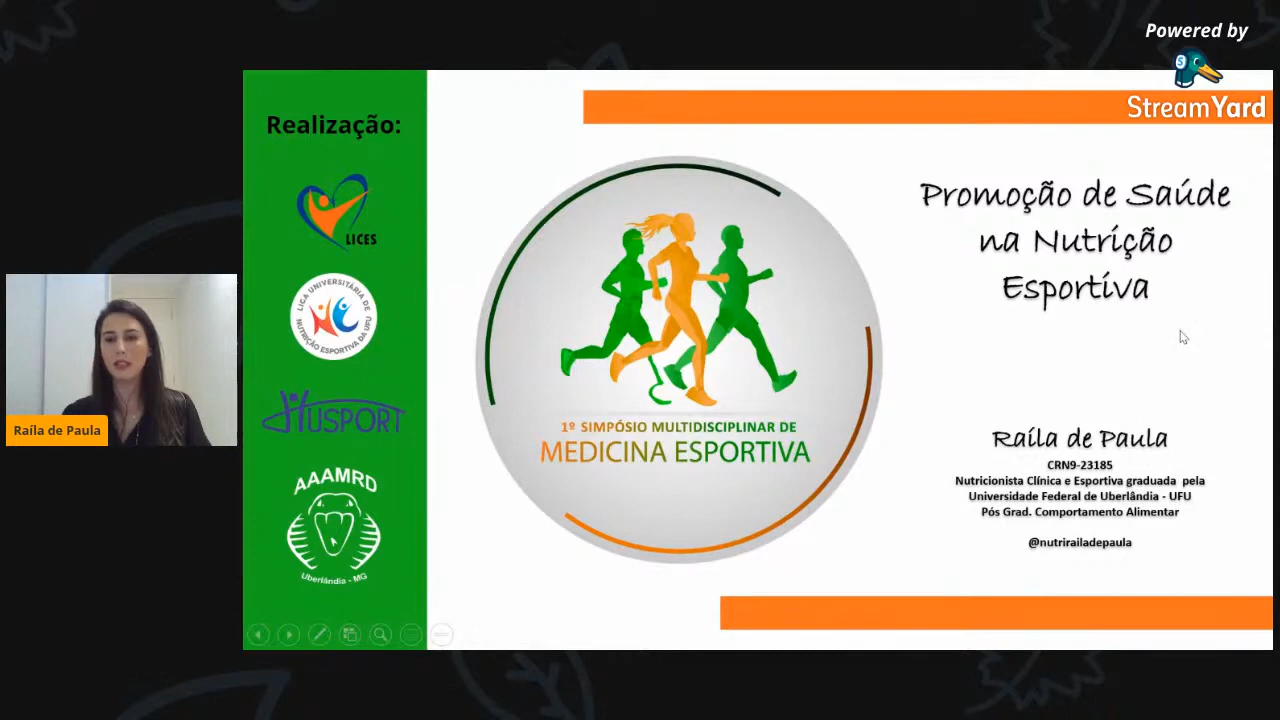 Powered by
StreamYard
Realização:
LICES
LIGA UNIVERSITÁRIA DE
NUTRIÇÃO ESPORTIVA DA UFU
HUSPORT
AAAMRD
Uberlândia - MG
1º SIMPÓSIO MULTIDISCIPLINAR DE
MEDICINA ESPORTIVA
Promoção de Saúde
na Nutrição
Esportiva
Raíla de Paula
CRN9-23185
Nutricionista Clínica e Esportiva graduada pela
Universidade Federal de Uberlândia - UFU
Pós Grad. Comportamento Alimentar
@nutrirailadepaula
Raíla de Paula